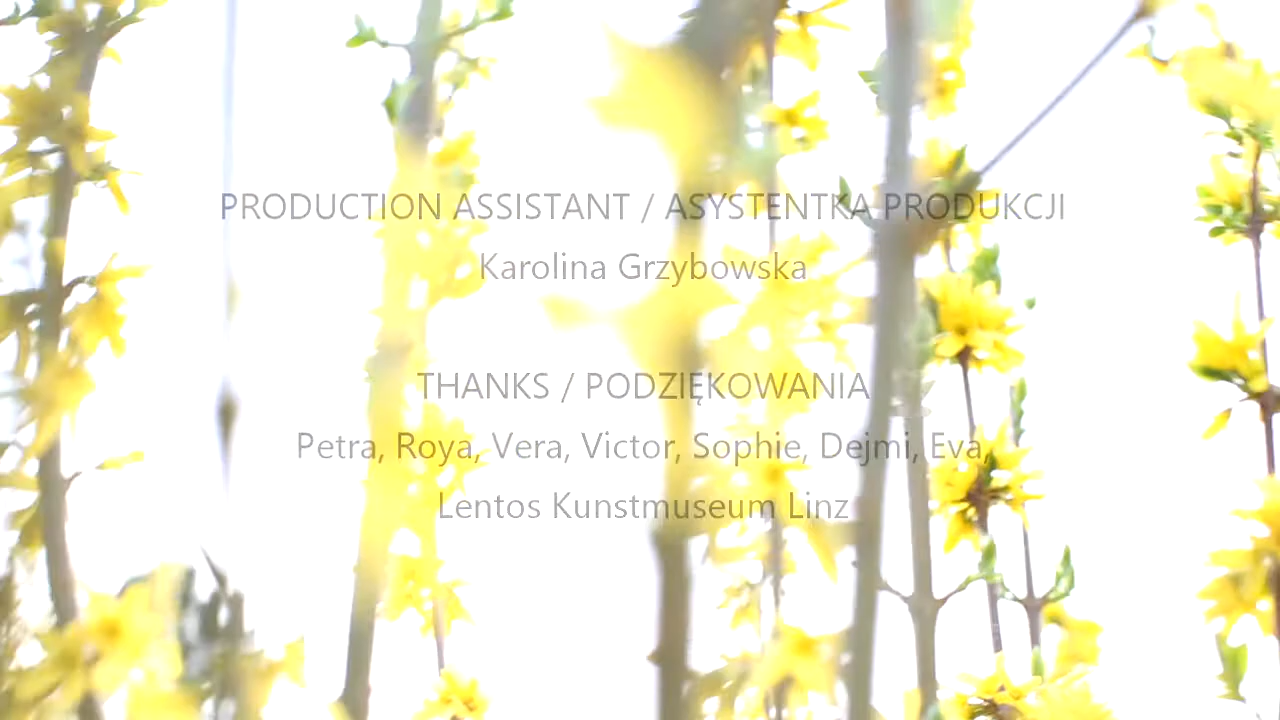 PRODUCTION ASSISTANT / ASYSTENTKA PRODUKCJI
Karolina Grzybowska
THANKS / PODZIĘKOWANIA
Petra, Roya, Vera, Victor, Sophie, Dejmi, Eva,
Lentos Kunstmuseum Linz